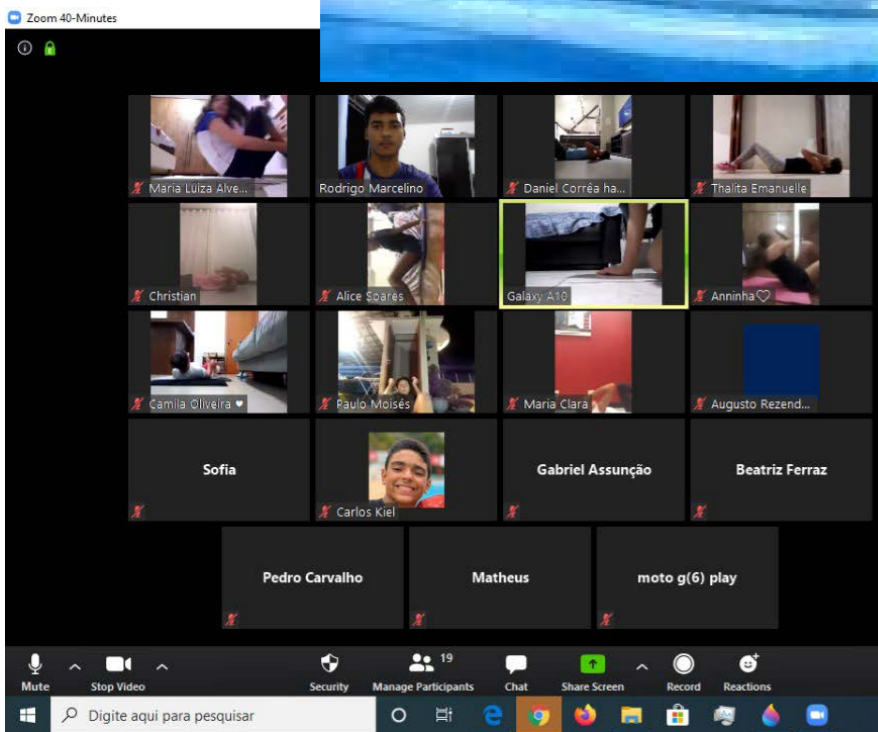 Zoom 40-Minutes
Maria Luiza Alve...
Rodrigo Marcelino
Daniel Corrêa ha...
Thalita Emanuelle
Christian
Alice Soares
Galaxy A10
Anninha♡
Camila Oliveira ♥
Paulo Moisés
Maria Clara
Augusto Rezend...
Sofia
Carlos Kiel
Gabriel Assunção
Beatriz Ferraz
Pedro Carvalho
Matheus
moto g(6) play
19
Mute
Stop Video
Security
Manage Participants
Chat
Share Screen
Record
Reactions
Digite aqui para pesquisar